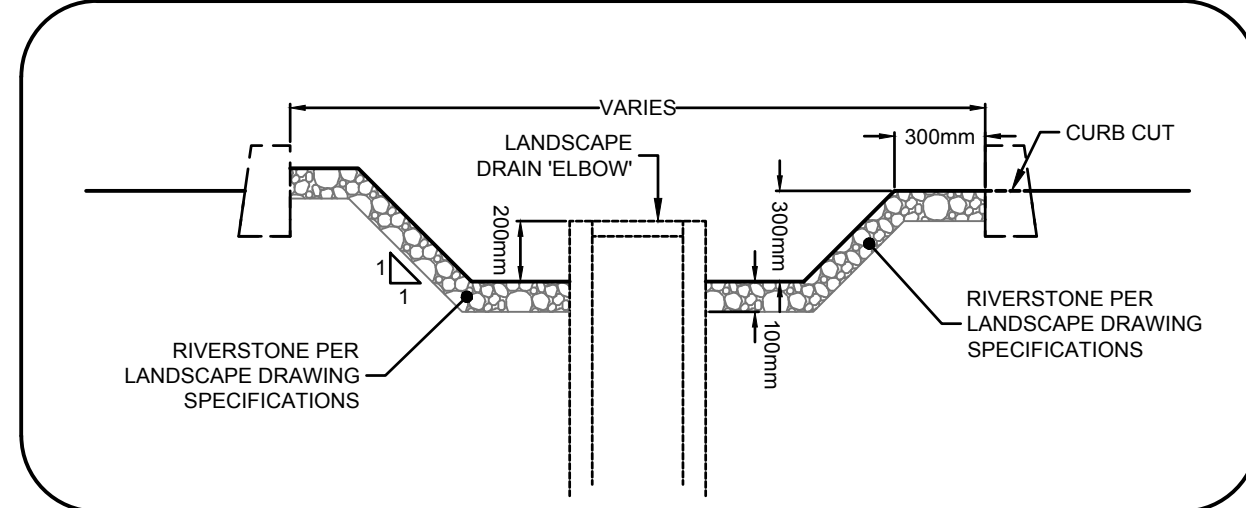 VARIES
LANDSCAPE
DRAIN 'ELBOW'
300mm
CURB CUT
200mm
300mm
1
1
100mm
RIVERSTONE PER
LANDSCAPE DRAWING
SPECIFICATIONS
RIVERSTONE PER
LANDSCAPE DRAWING
SPECIFICATIONS